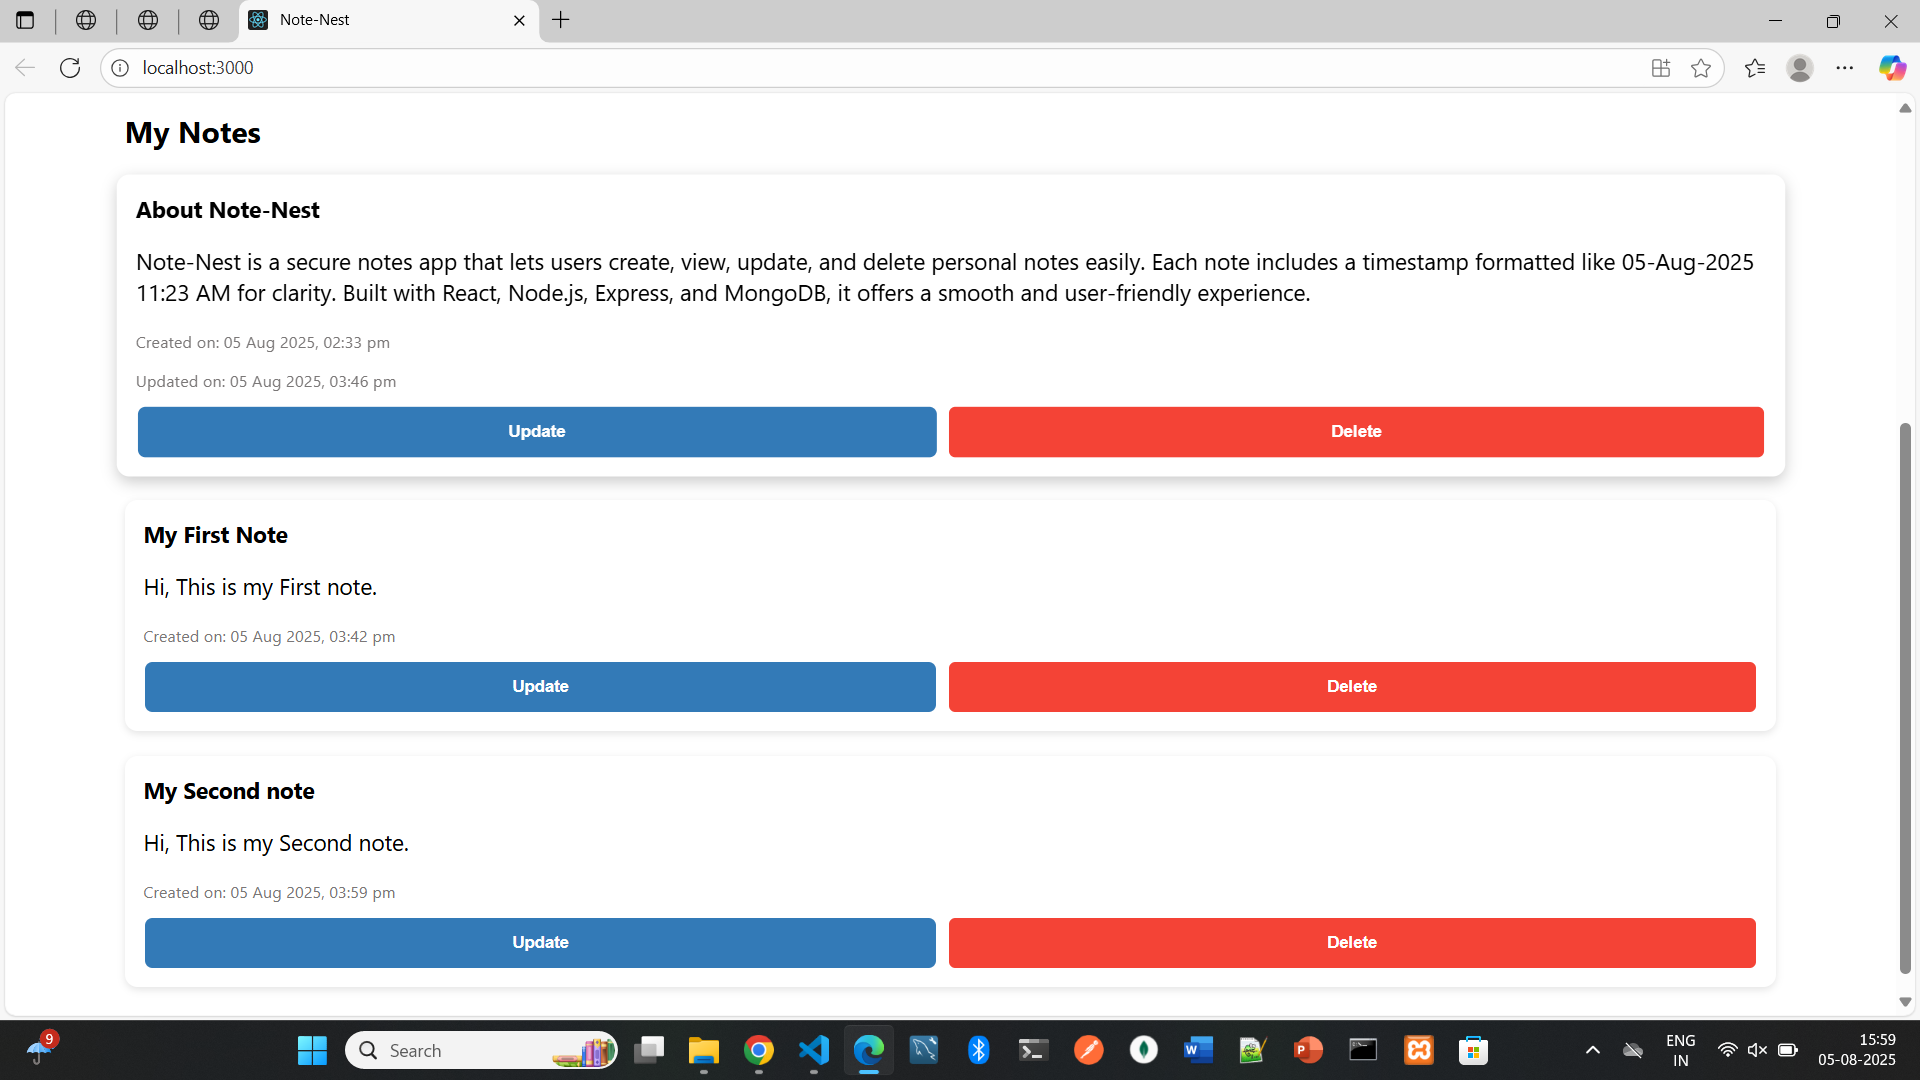 Note-Nest
localhost:3000
My Notes
About Note-Nest
Note-Nest is a secure notes app that lets users create, view, update, and delete personal notes easily. Each note includes a timestamp formatted like 05-Aug-2025
11:23 AM for clarity. Built with React, Node.js, Express, and MongoDB, it offers a smooth and user-friendly experience.
Created on: 05 Aug 2025, 02:33 pm
Updated on: 05 Aug 2025, 03:46 pm
Update Delete
My First Note
Hi, This is my First note.
Created on: 05 Aug 2025, 03:42 pm
Update Delete
My Second note
Hi, This is my Second note.
Created on: 05 Aug 2025, 03:59 pm
Update Delete
9
Search
ENG
IN
15:59
05-08-2025